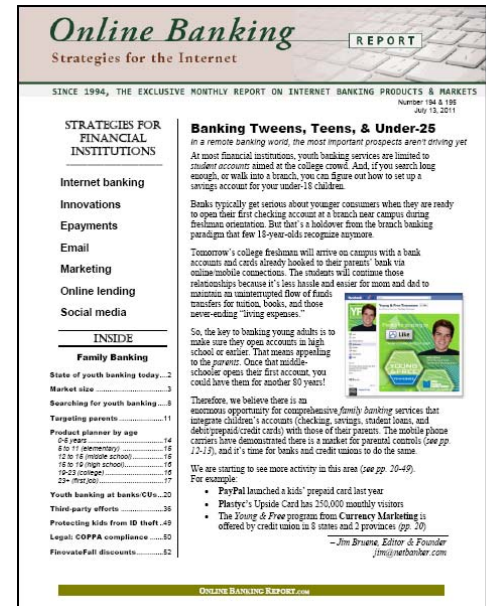 Online Banking
REPORT
Strategies for the Internet
SINCE 1994, THE EXCLUSIVE MONTHLY REPORT ON INTERNET BANKING PRODUCTS & MARKETS
Number 194 & 195
July 13, 2011
STRATEGIES FOR
FINANCIAL
INSTITUTIONS
Internet banking
Innovations
Epayments
Email
Marketing
Online lending
Social media
INSIDE
Family Banking
State of youth banking today...2
Market size ...................3
Searching for youth banking.....8
Targeting parents ............11
Product planner by age
0-5 years ....................14
6 to 11 (elementary) ..........15
12 to 15 (middle school).......15
16 to 19 (high school).........16
19-23 (college) ...............16
23+ (first job)................17
Youth banking at banks/CUs...20
Third-party efforts ...........36
Protecting kids from ID theft .49
Legal: COPPA compliance .....50
FinovateFall discounts........52
Banking Tweens, Teens, & Under-25
In a remote banking world, the most important prospects aren't driving yet
At most financial institutions, youth banking services are limited to
student accounts aimed at the college crowd. And, if you search long
enough, or walk into a branch, you can figure out how to set up a
savings account for your under-18 children.
Banks typically get serious about younger consumers when they are ready
to open their first checking account at a branch near campus during
freshman orientation. But that's a holdover from the branch banking
paradigm that few 18-year-olds recognize anymore.
Tomorrow's college freshman will arrive on campus with a bank
accounts and cards already hooked to their parents' bank via
online/mobile connections. The students will continue those
relationships because it's less hassle and easier for mom and dad to
maintain an uninterrupted flow of funds
transfers for tuition, books, and those
never-ending "living expenses."
So, the key to banking young adults is to
make sure they open accounts in high
school or earlier. That means appealing
to the parent. Once that middle-
schooler opens their first account, you
could have them for another 80 years!
Like
Therefore, we believe there is an
enormous opportunity for comprehensive family banking services that
integrate children's accounts (checking, savings, student loans, and
debit/prepaid/credit cards) with those of their parents. The mobile phone
carriers have demonstrated there is a market for parental controls (see pp.
12-13), and it's time for banks and credit unions to do the same.
We are starting to see more activity in this area (see pp. 20-49).
For example:
• PayPal launched a kids' prepaid card last year
• Plastyc's Upside Card has 250,000 monthly visitors
• The Young & Free program from Currency Marketing is
offered by credit union in 8 states and 2 provinces (pp. 20)
– Jim Bruene, Editor & Founder
jim@netbanker.com
ONLINE BANKING REPORT.COM